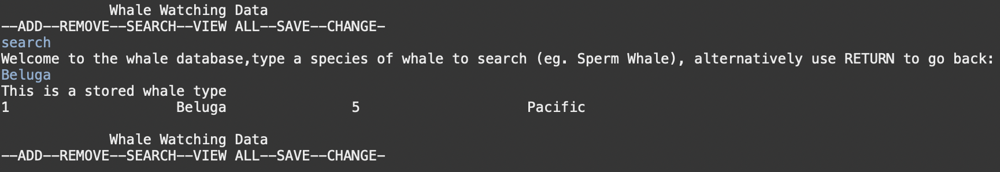 Whale Watching Data
--ADD--REMOVE--SEARCH--VIEW ALL--SAVE--CHANGE-
search
Welcome to the whale database,type a species of whale to search (eg. Sperm Whale), alternatively use RETURN to go back:
Beluga
This is a stored whale type
1                    Beluga               5                    Pacific
Whale Watching Data
--ADD--REMOVE--SEARCH--VIEW ALL--SAVE--CHANGE-